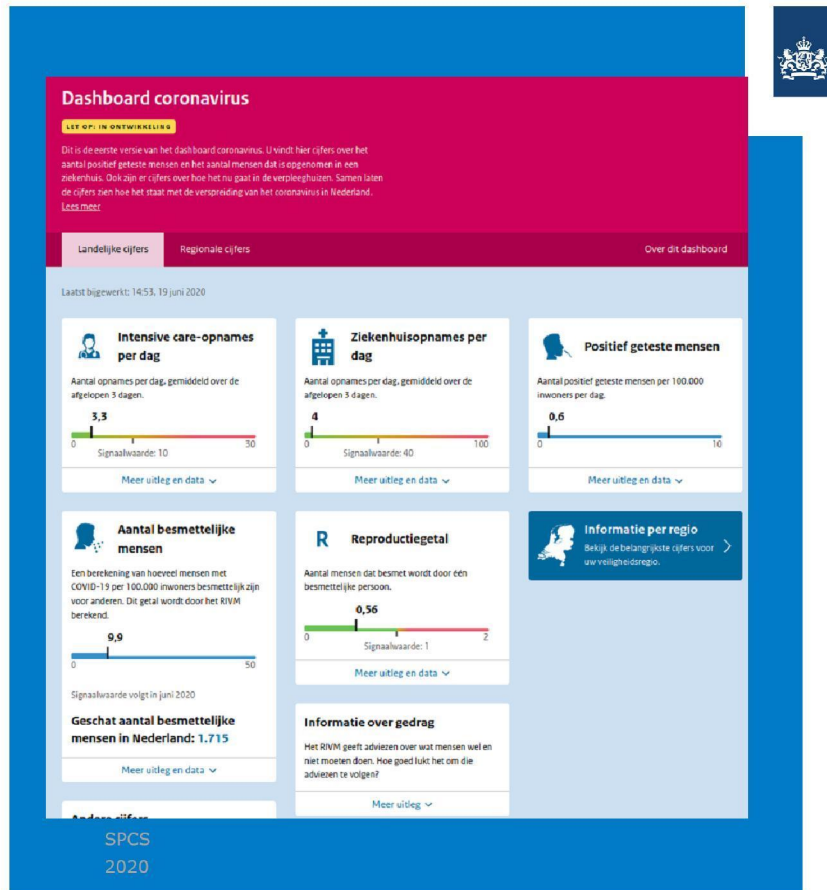 Dashboard coronavirus
LET OP: IN ONTWIKKELING
Dit is de eerste versie van het dashboard coronavirus. U vindt hier cijfers over het
aantal positief geteste mensen en het aantal mensen dat is opgenomen in een
ziekenhuis. Ook zijn er cijfers over hoe het nu gaat in de verpleeghuizen. Samen laten
de cijfers zien hoe het staat met de verspreiding van het coronavirus in Nederland.
Lees meer
Landelijke cijfers
Regionale cijfers
Over dit dashboard
Laatst bijgewerkt: 14:53, 19 juni 2020
Intensive care-opnames
per dag
Aantal opnames per dag, gemiddeld over de
afgelopen 3 dagen.
3,3
0
30
Signaalwaarde: 10
Meer uitleg en data
Ziekenhuisopnames per
dag
Aantal opnames per dag, gemiddeld over de
afgelopen 3 dagen.
4
0
100
Signaalwaarde: 40
Meer uitleg en data
Positief geteste mensen
Aantal positief geteste mensen per 100.000
inwoners per dag.
0,6
0
10
Meer uitleg en data
Aantal besmettelijke
mensen
Een berekening van hoeveel mensen met
COVID-19 per 100.000 inwoners besmettelijk zijn
voor anderen. Dit getal wordt door het RIVM
berekend.
9,9
0
50
Signaalwaarde volgt in juni 2020
Geschat aantal besmettelijke
mensen in Nederland: 1.715
Meer uitleg en data
R
Reproductiegetal
Aantal mensen dat besmet wordt door één
besmettelijke persoon.
0,56
0
2
Signaalwaarde: 1
Meer uitleg en data
Informatie per regio
Bekijk de belangrijkste cijfers voor
uw veiligheidsregio.
Informatie over gedrag
Het RIVM geeft adviezen over wat mensen wel en
niet moeten doen. Hoe goed lukt het om die
adviezen te volgen?
Meer uitleg
Andere cijfers
SPCS
2020